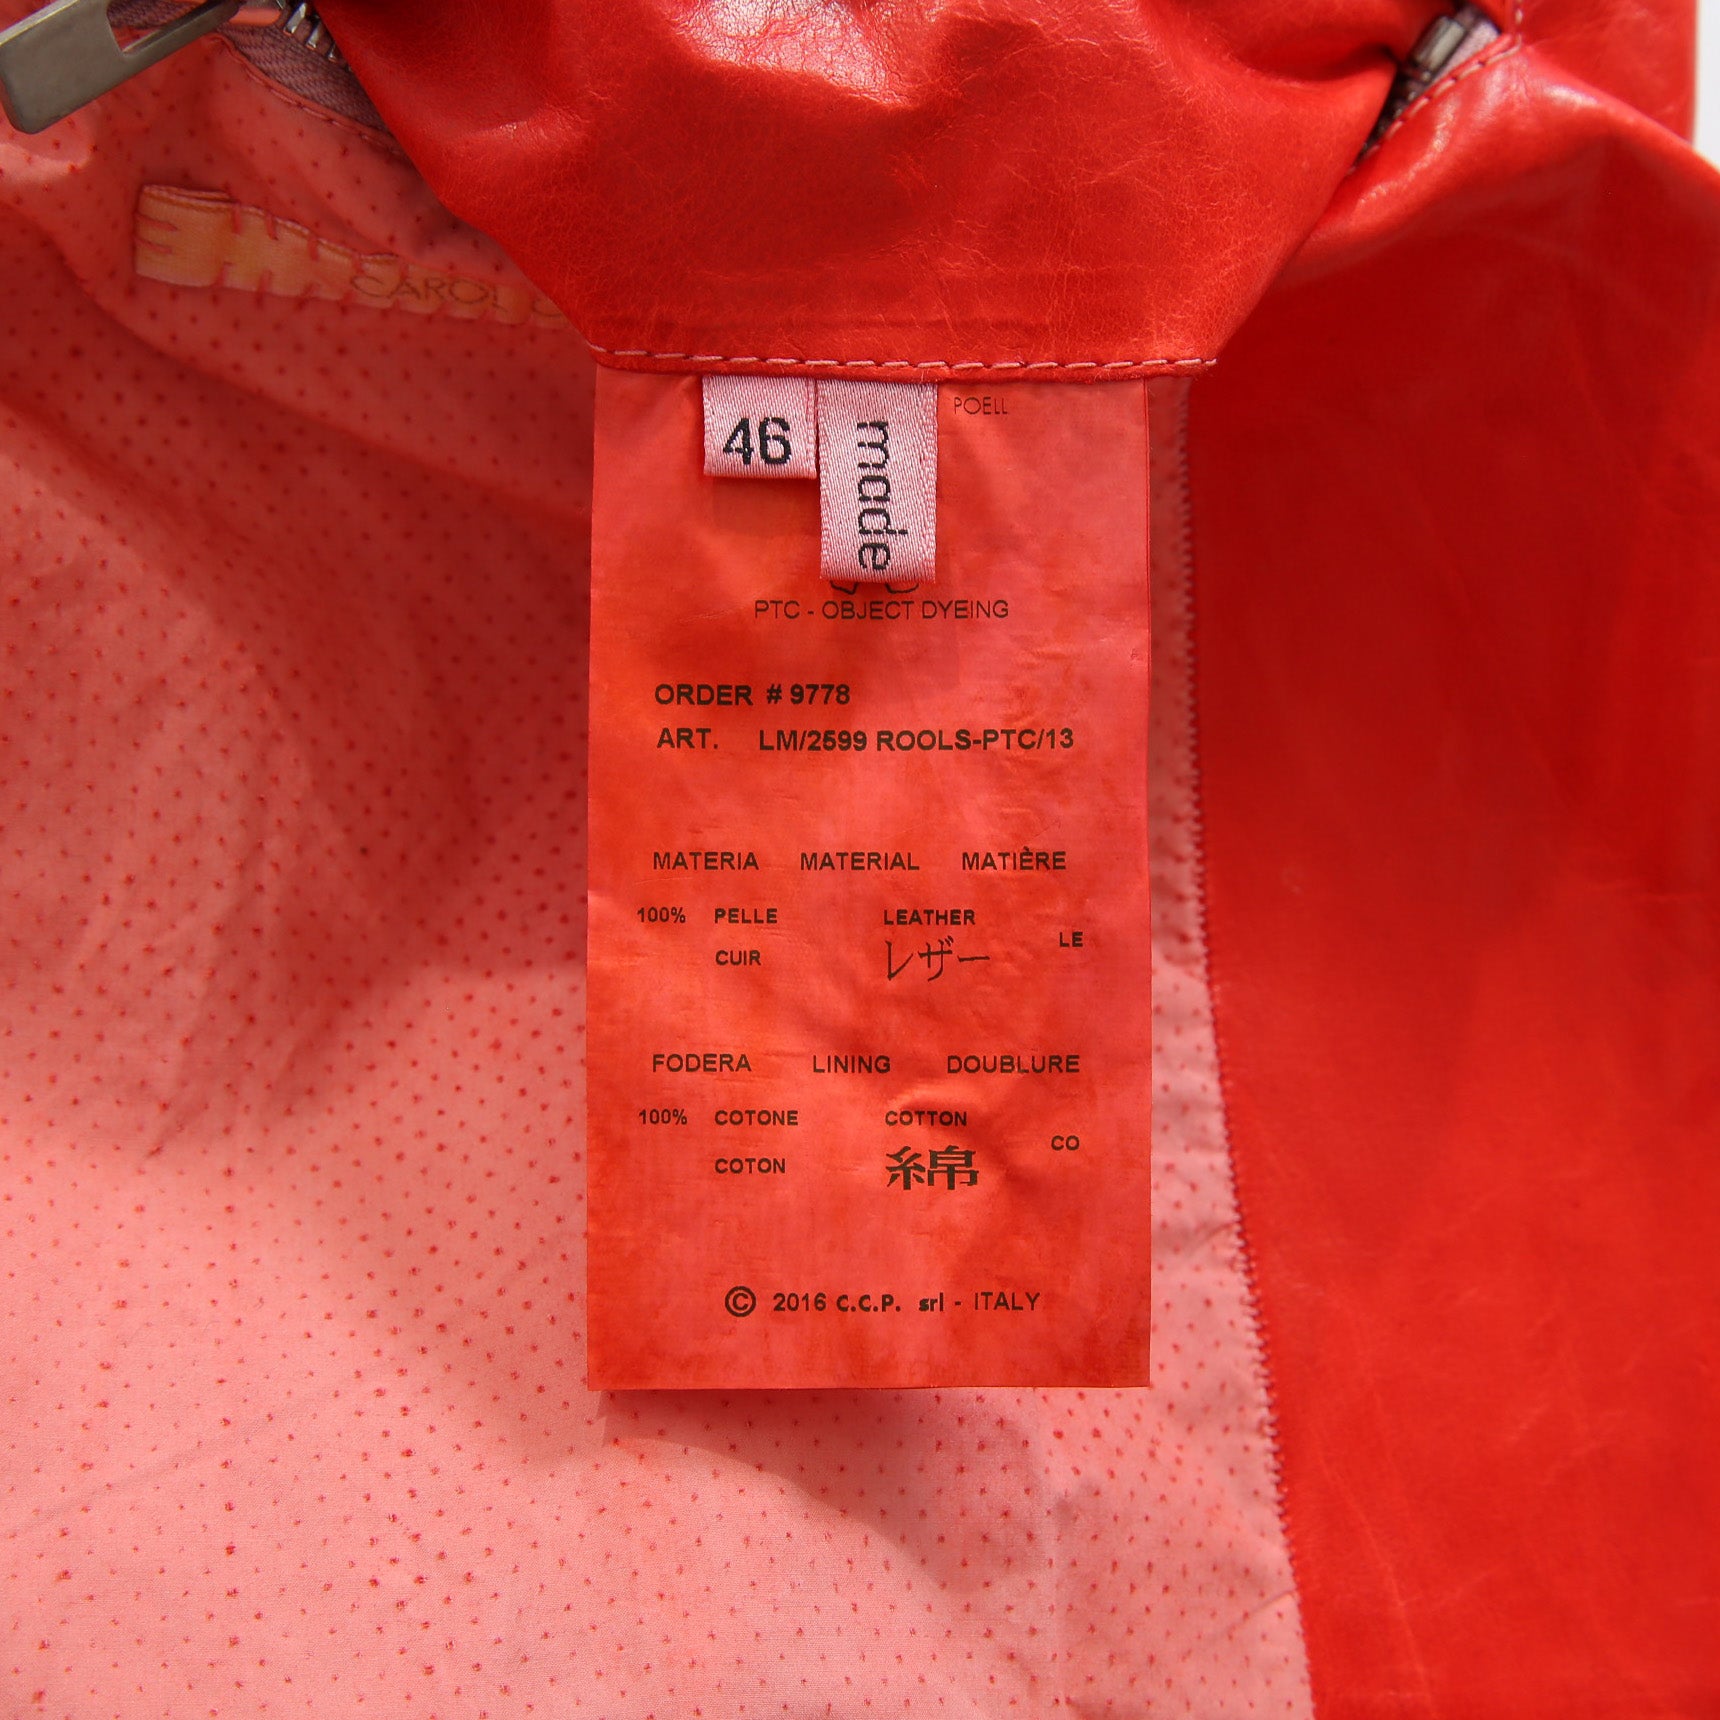 CAROL
POELL
46
made
PTC - OBJECT DYEING
ORDER # 9778
ART. LM/2599 ROOLS-PTC/13
MATERIA MATERIAL MATIÈRE
100% PELLE LEATHER
CUIR レザー LE
FODERA LINING DOUBLURE
100% COTONE COTTON
COTON 綿 CO
© 2016 C.C.P. srl - ITALY